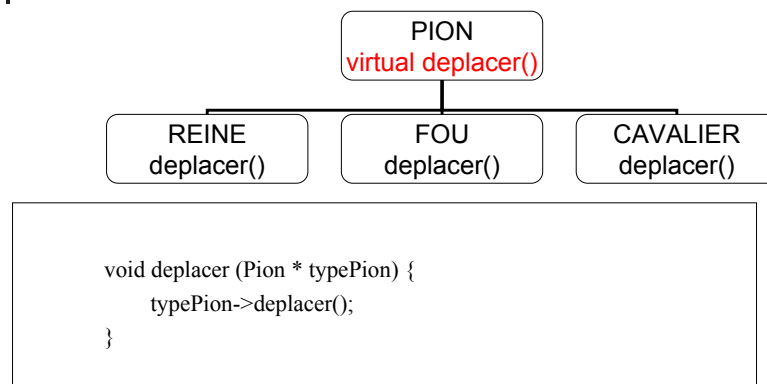 PION
virtual deplacer()
REINE
deplacer()
FOU
deplacer()
CAVALIER
deplacer()
void deplacer (Pion * typePion) {
typePion->deplacer();
}